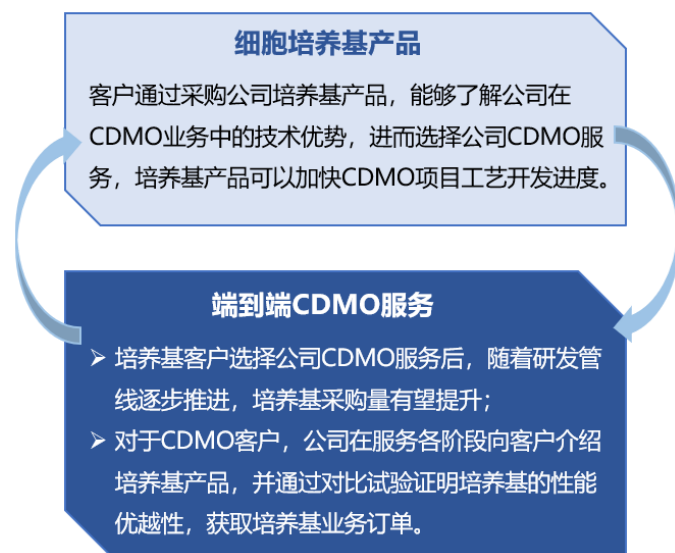 细胞培养基产品
客户通过采购公司培养基产品，能够了解公司在
CDMO业务中的技术优势，进而选择公司CDMO服
务，培养基产品可以加快CDMO项目工艺开发进度。
端到端CDMO服务
➢ 培养基客户选择公司CDMO服务后，随着研发管
线逐步推进，培养基采购量有望提升；
➢ 对于CDMO客户，公司在服务各阶段向客户介绍
培养基产品，并通过对比试验证明培养基的性能
优越性，获取培养基业务订单。